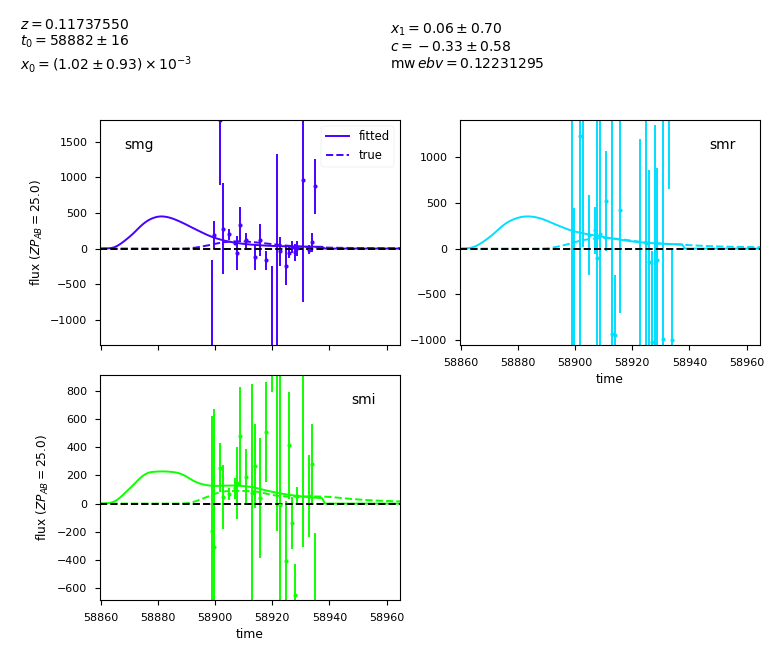 z = 0.11737550
t₀ = 58882 ± 16
x₀ = (1.02 ± 0.93) × 10⁻³
x₁ = 0.06 ± 0.70
c = −0.33 ± 0.58
mw ebv = 0.12231295
smg
fitted
true
1500
1000
500
0
−500
−1000
flux (ZP_AB = 25.0)
smr
1000
500
0
−500
−1000
58860 58880 58900 58920 58940 58960
time
smi
800
600
400
200
0
−200
−400
−600
flux (ZP_AB = 25.0)
58860 58880 58900 58920 58940 58960
time